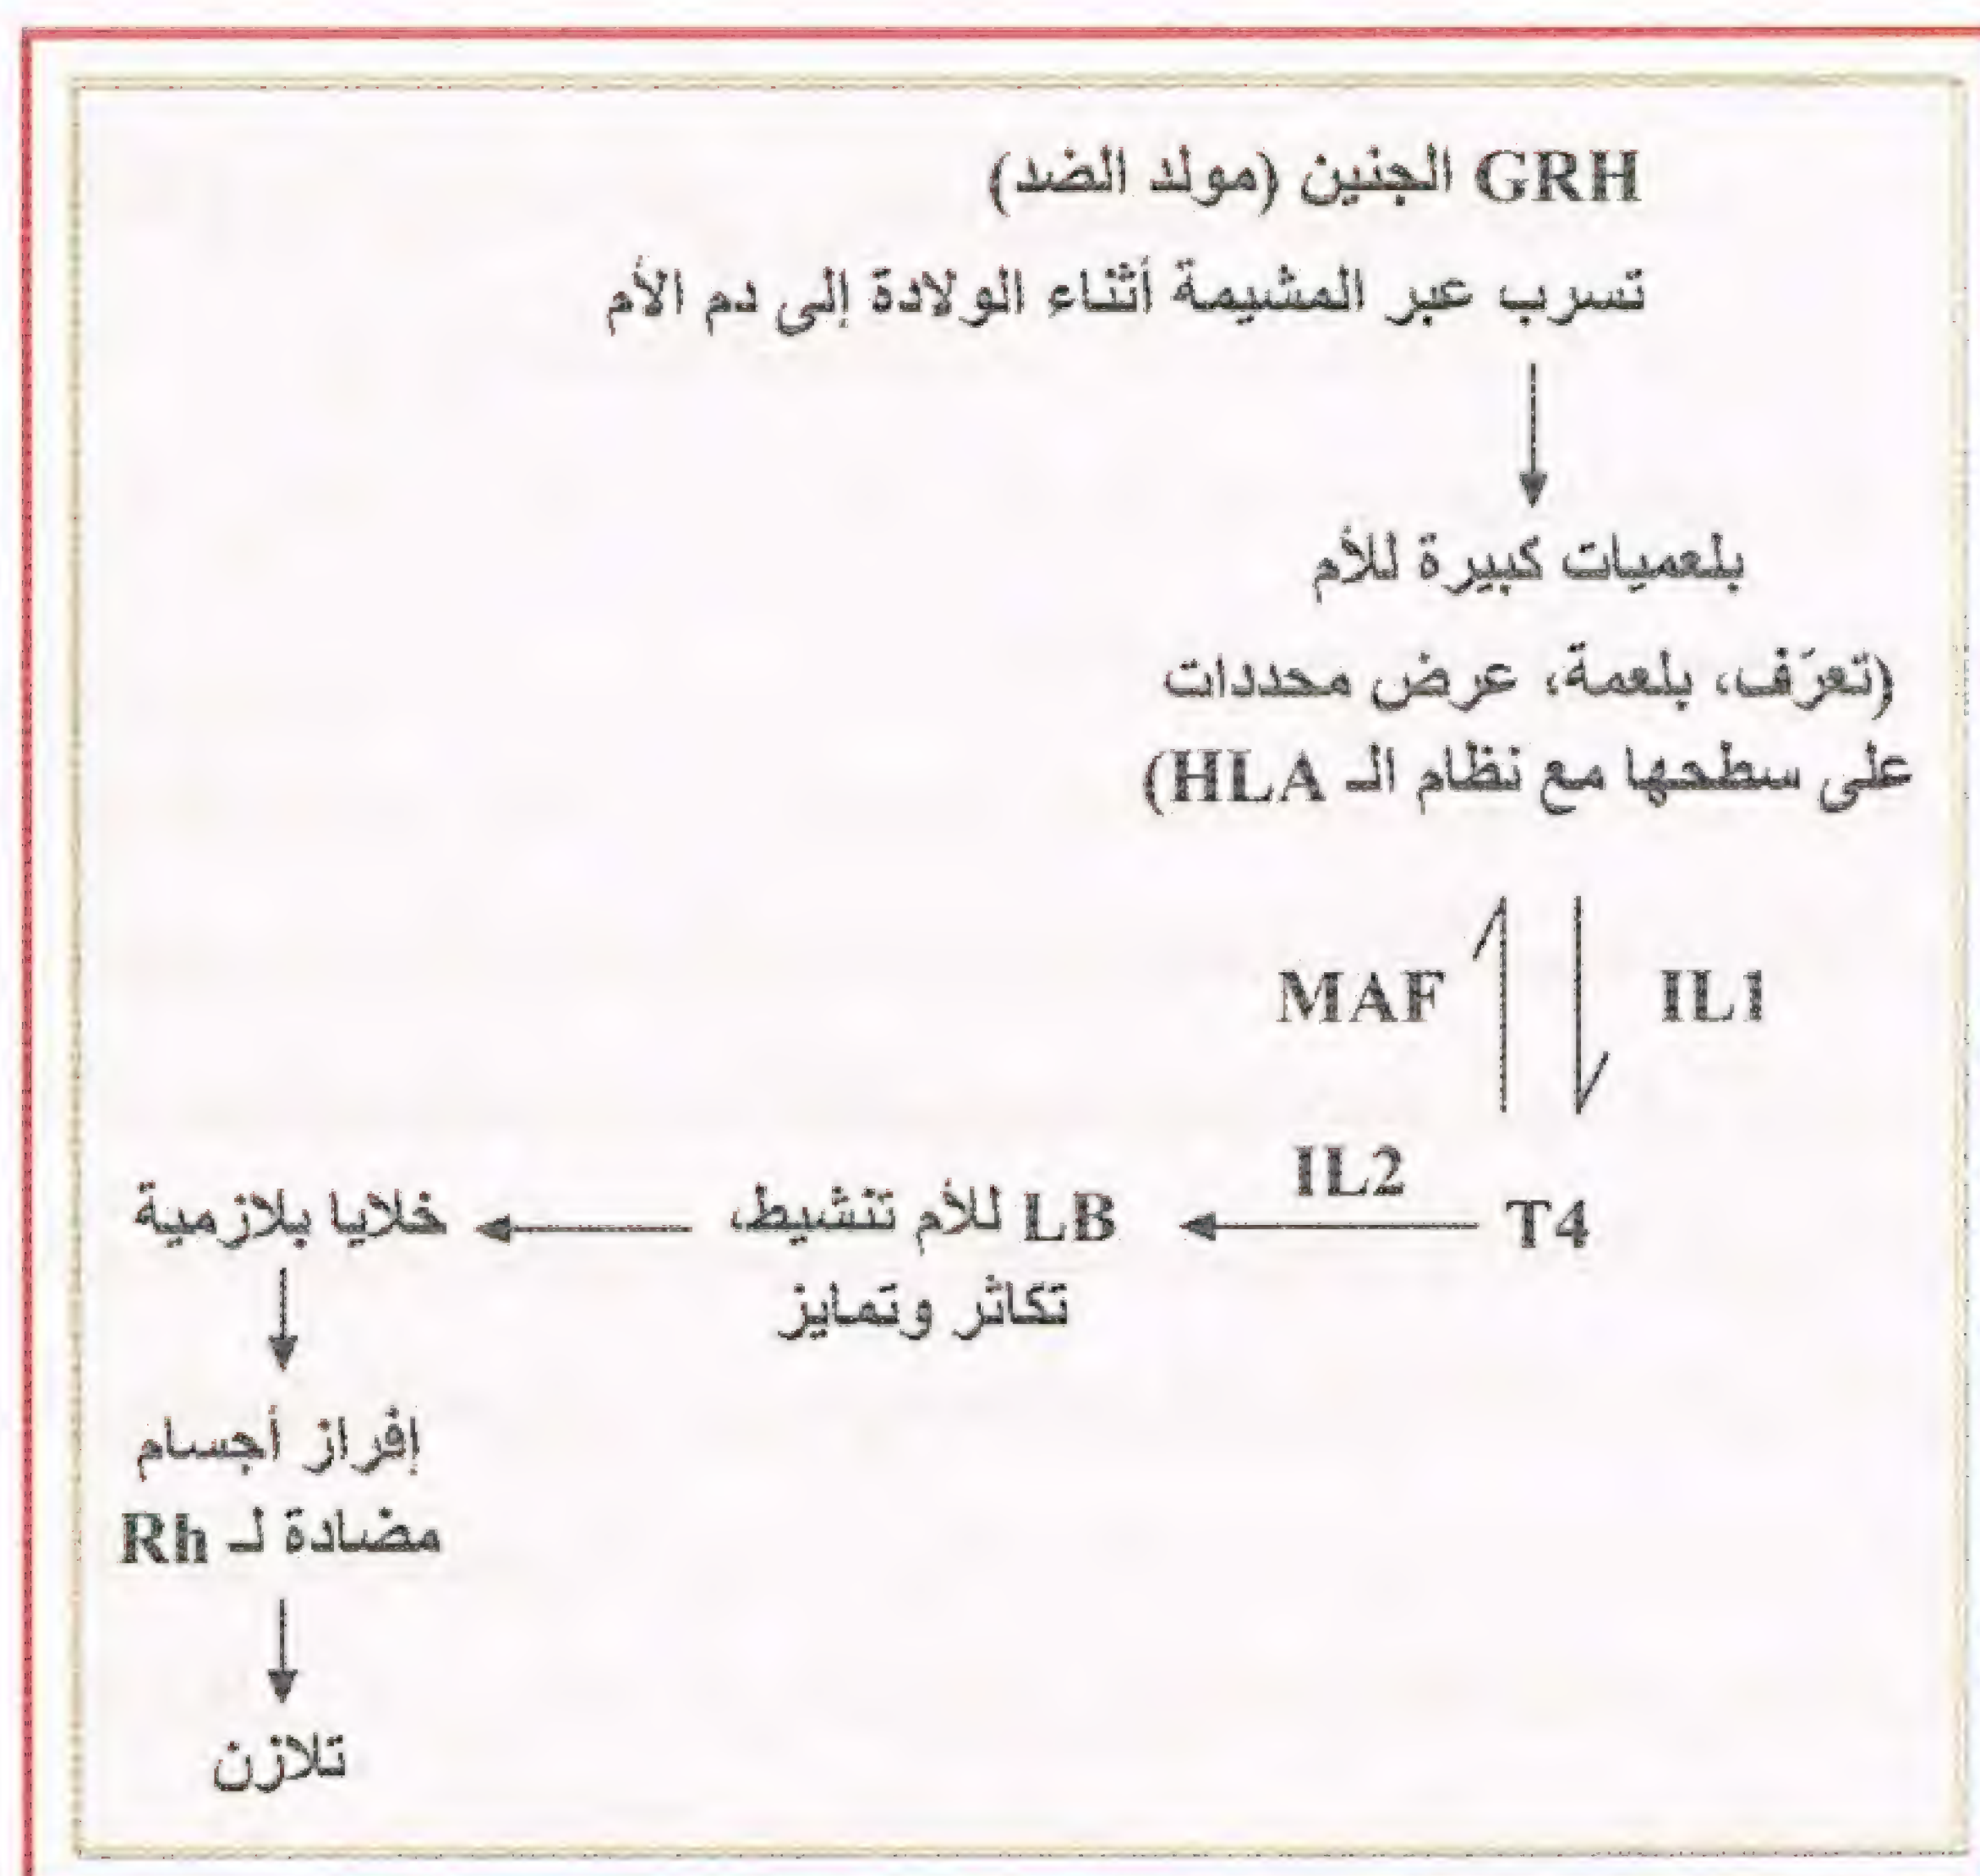 GRH الجنين (مولد الضد)
تسرب عبر المشيمة أثناء الولادة إلى دم الأم
بلعميات كبيرة للأم
(تعرّف، بلعمة، عرض محددات
على سطحها مع نظام الـ HLA)
IL1
MAF
T4
IL2
LB للأم تنشيط،
تكاثر وتمايز
خلايا بلازمية
إفراز أجسام
مضادة لـ Rh
تلازن